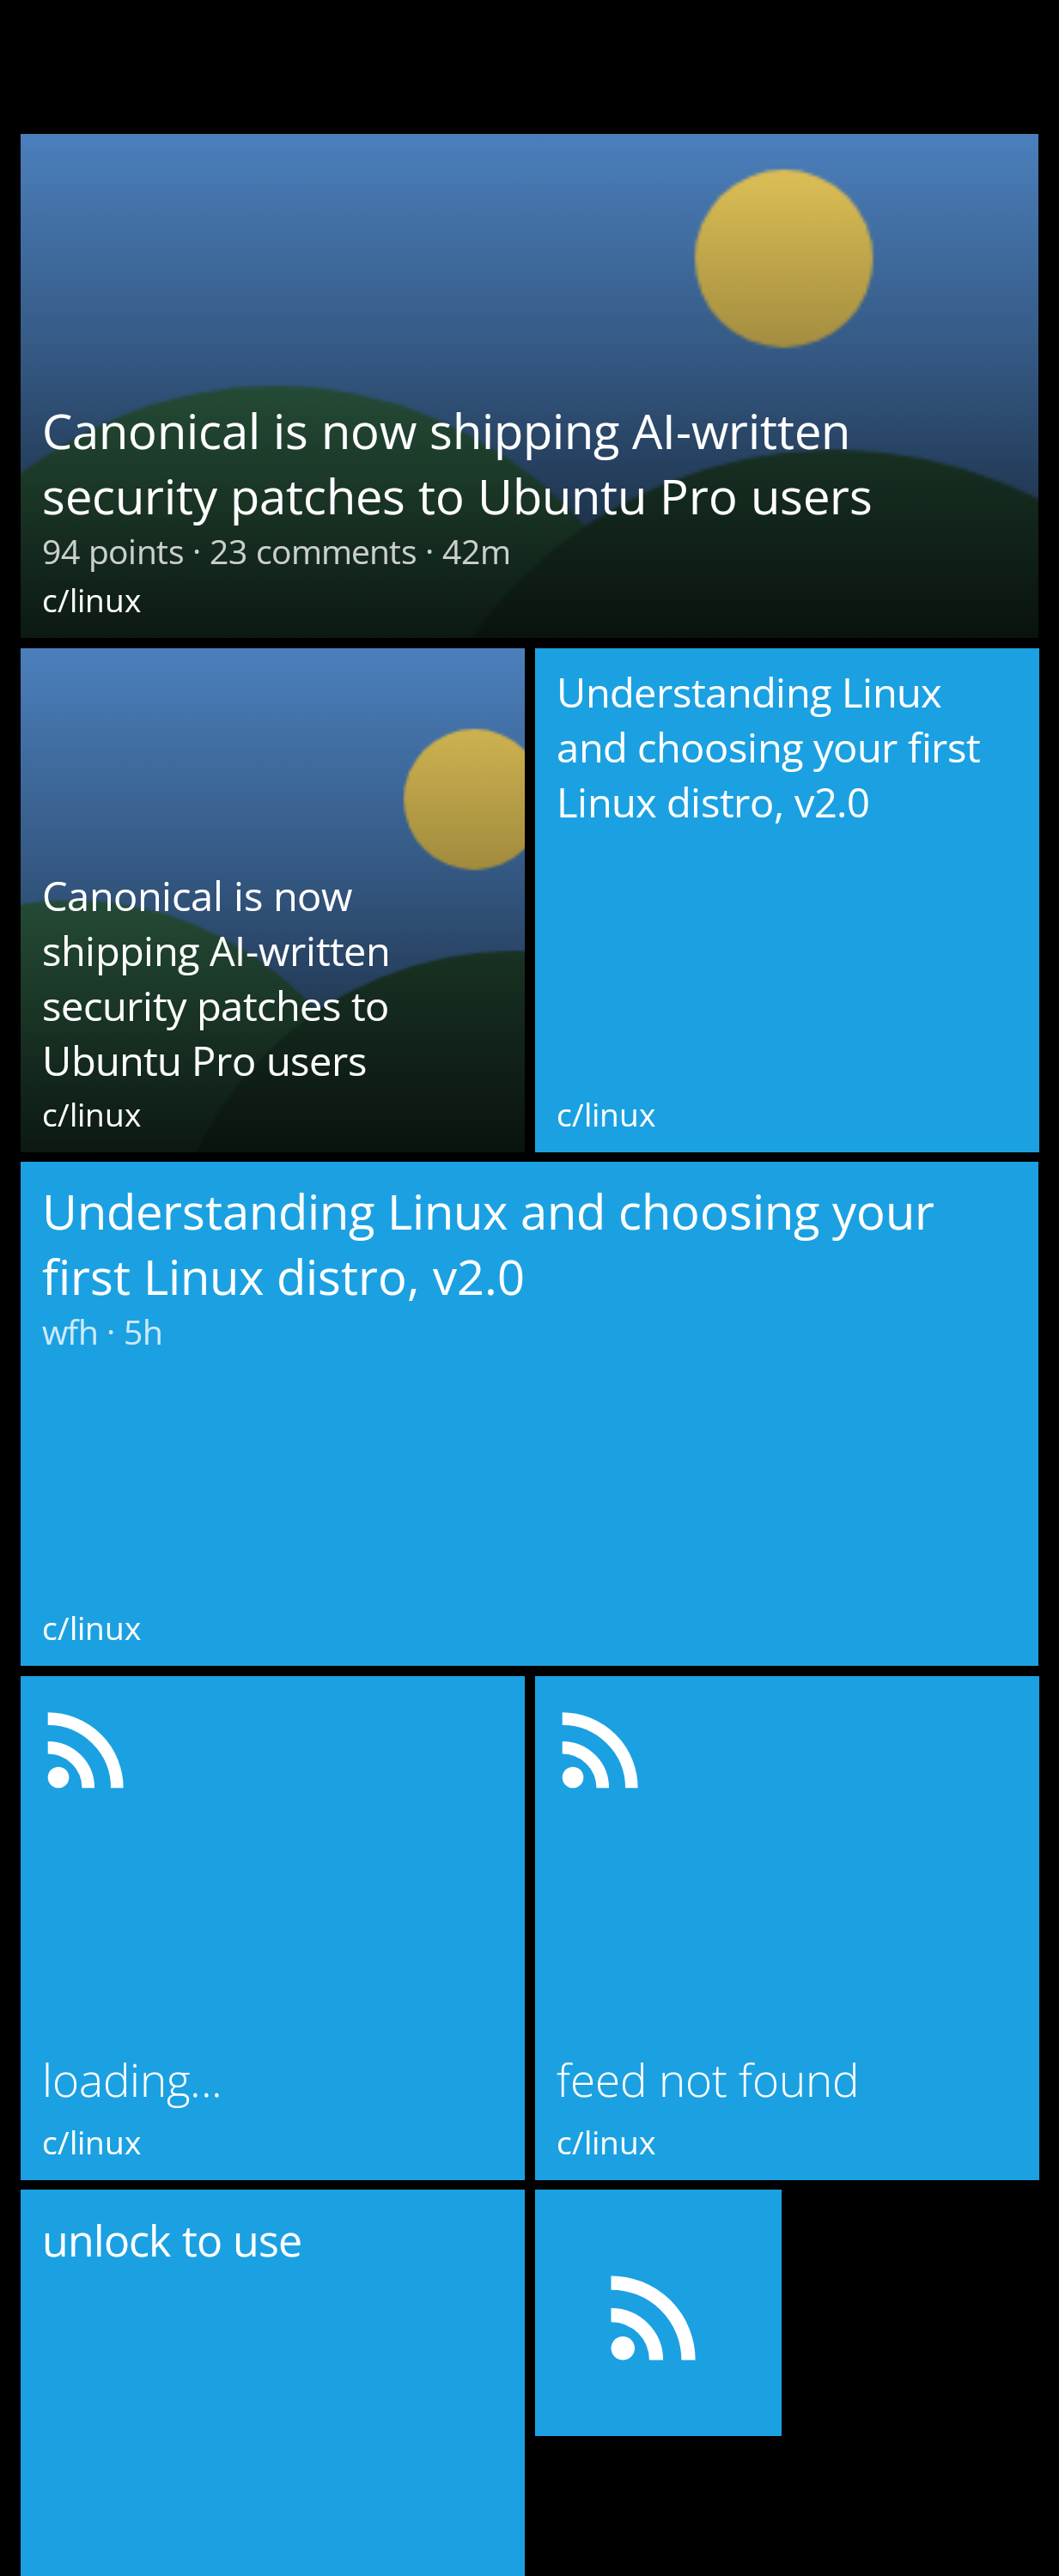 Canonical is now shipping AI-written
security patches to Ubuntu Pro users
94 points · 23 comments · 42m
c/linux
Canonical is now
shipping AI-written
security patches to
Ubuntu Pro users
c/linux
Understanding Linux
and choosing your first
Linux distro, v2.0
c/linux
Understanding Linux and choosing your
first Linux distro, v2.0
wfh · 5h
c/linux
loading...
c/linux
feed not found
c/linux
unlock to use